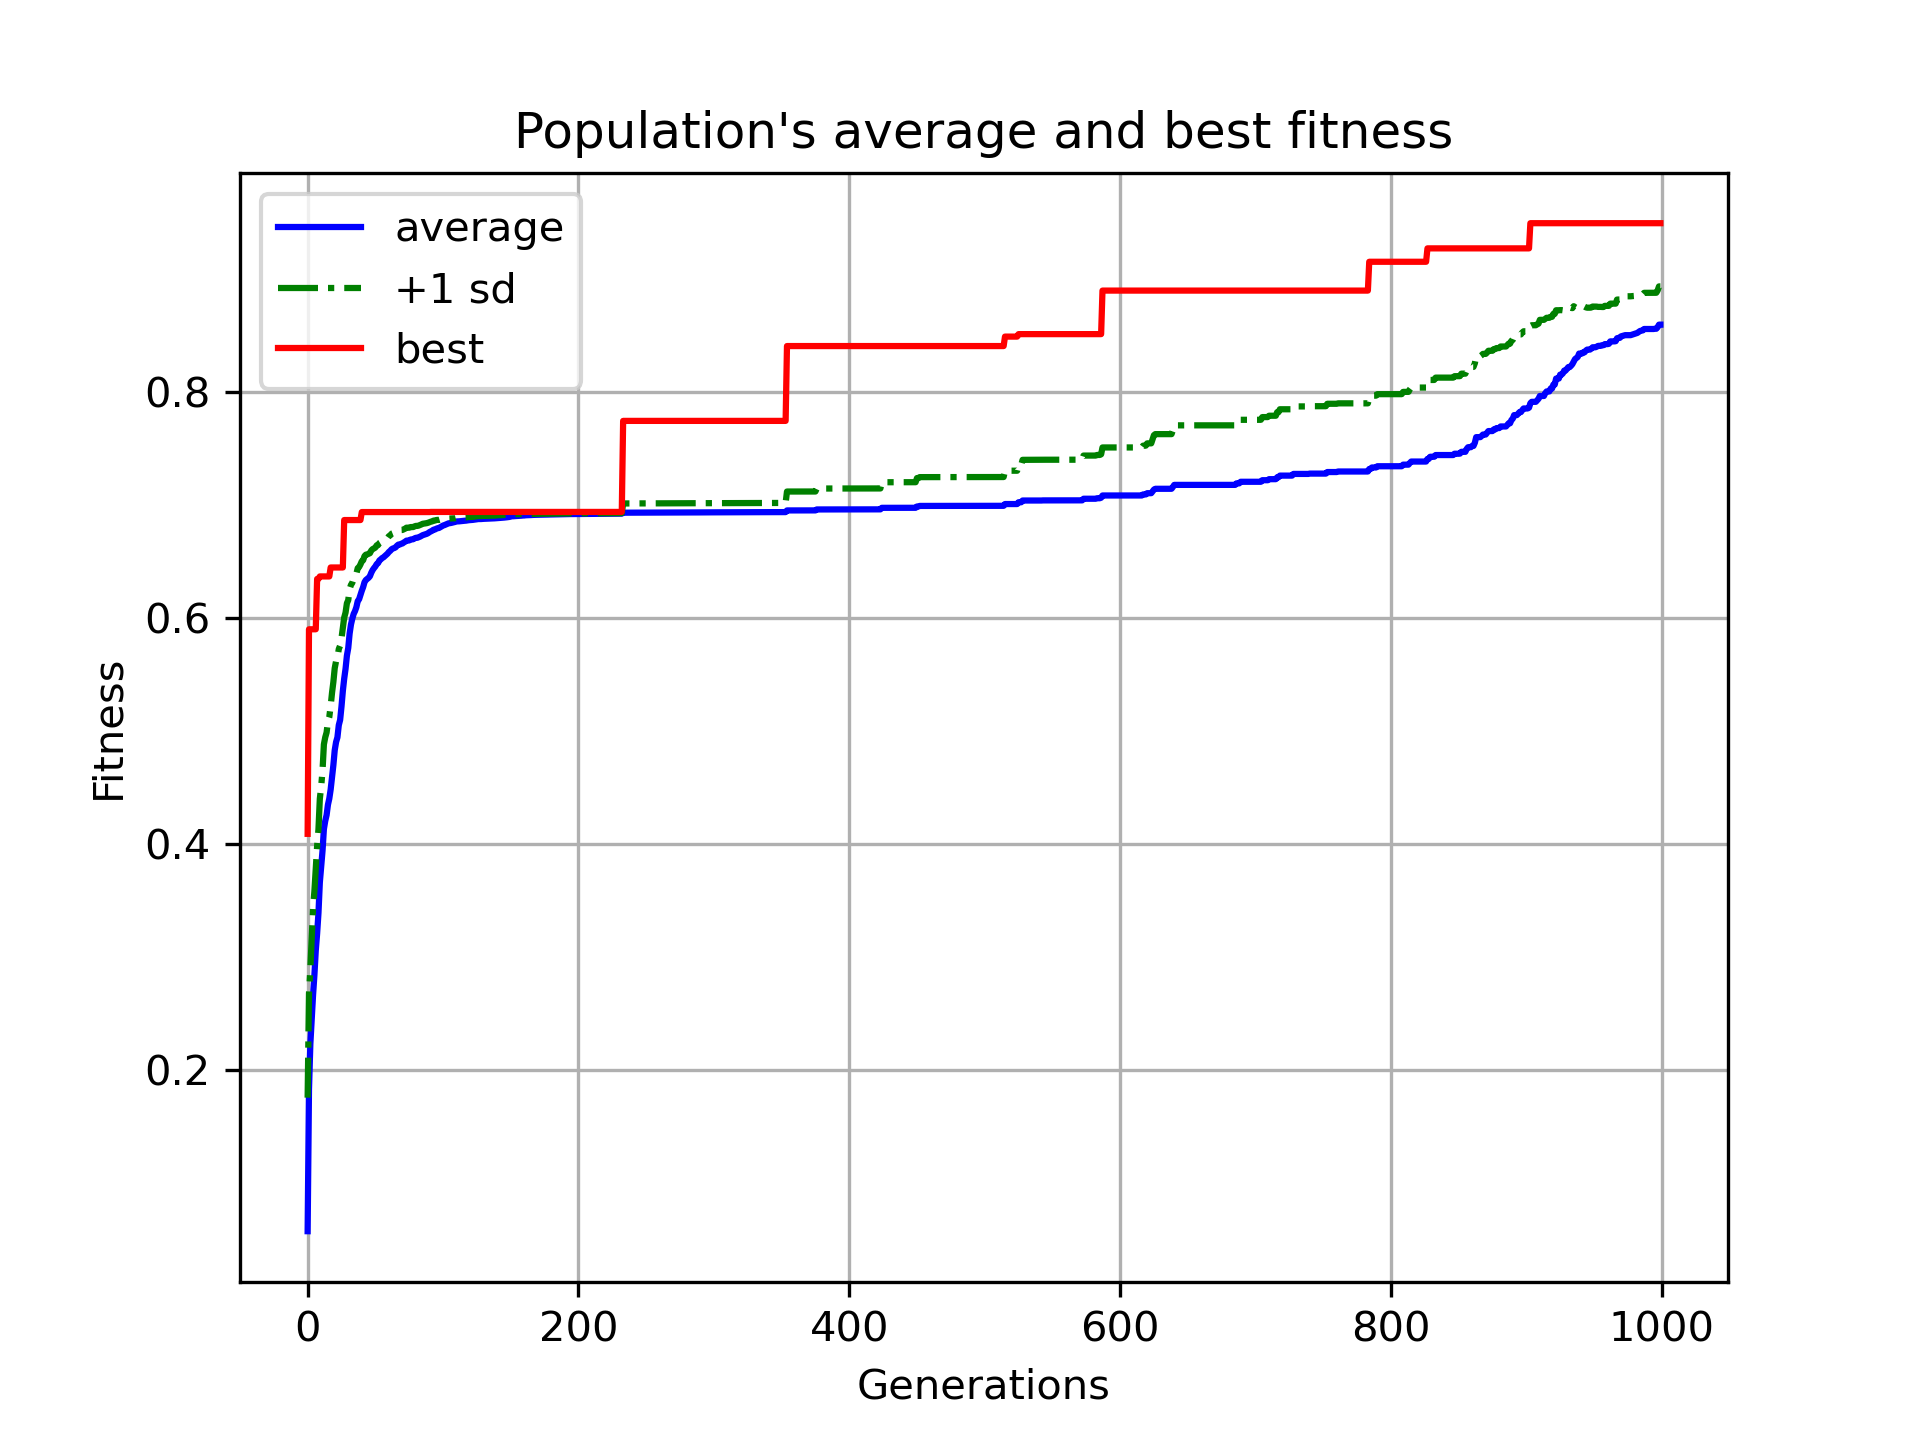 Population's average and best fitness
average
+1 sd
best
0.8
0.6
0.4
0.2
Fitness
0 200 400 600 800 1000
Generations